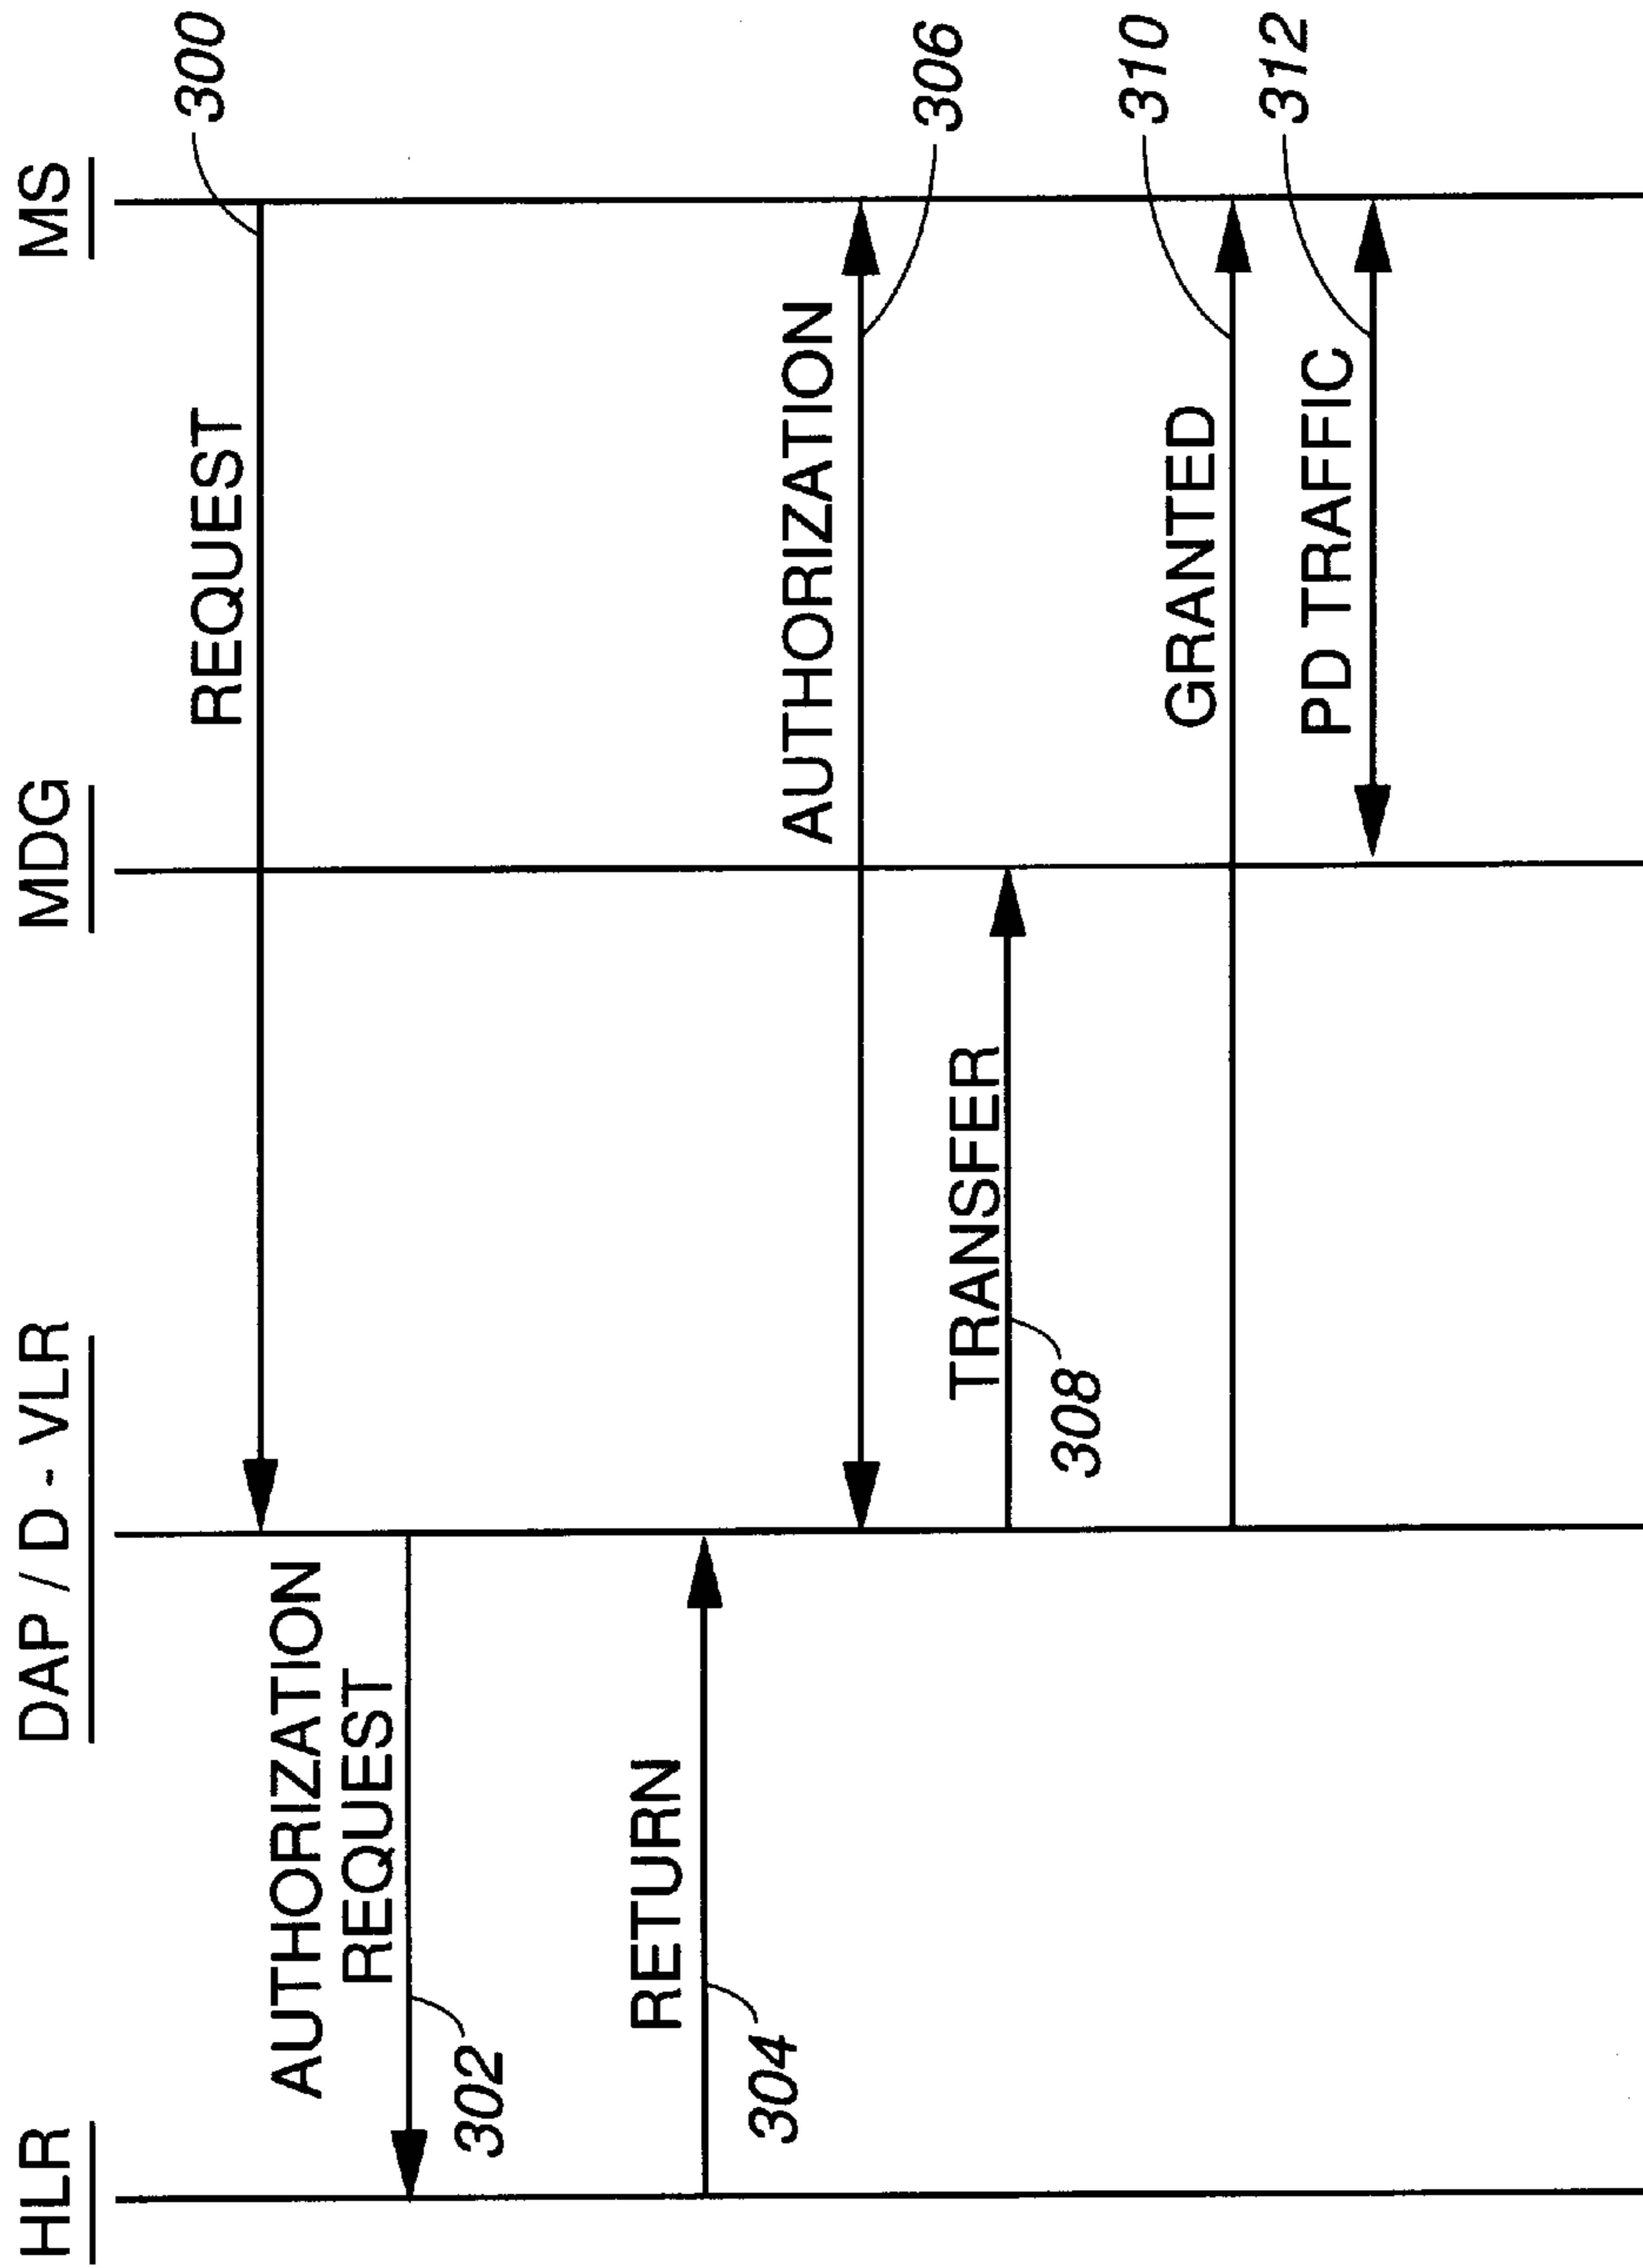 HLR
DAP / D - VLR
MDG
MS
REQUEST
300
AUTHORIZATION
REQUEST
302
RETURN
304
AUTHORIZATION
306
TRANSFER
308
GRANTED
310
PD TRAFFIC
312